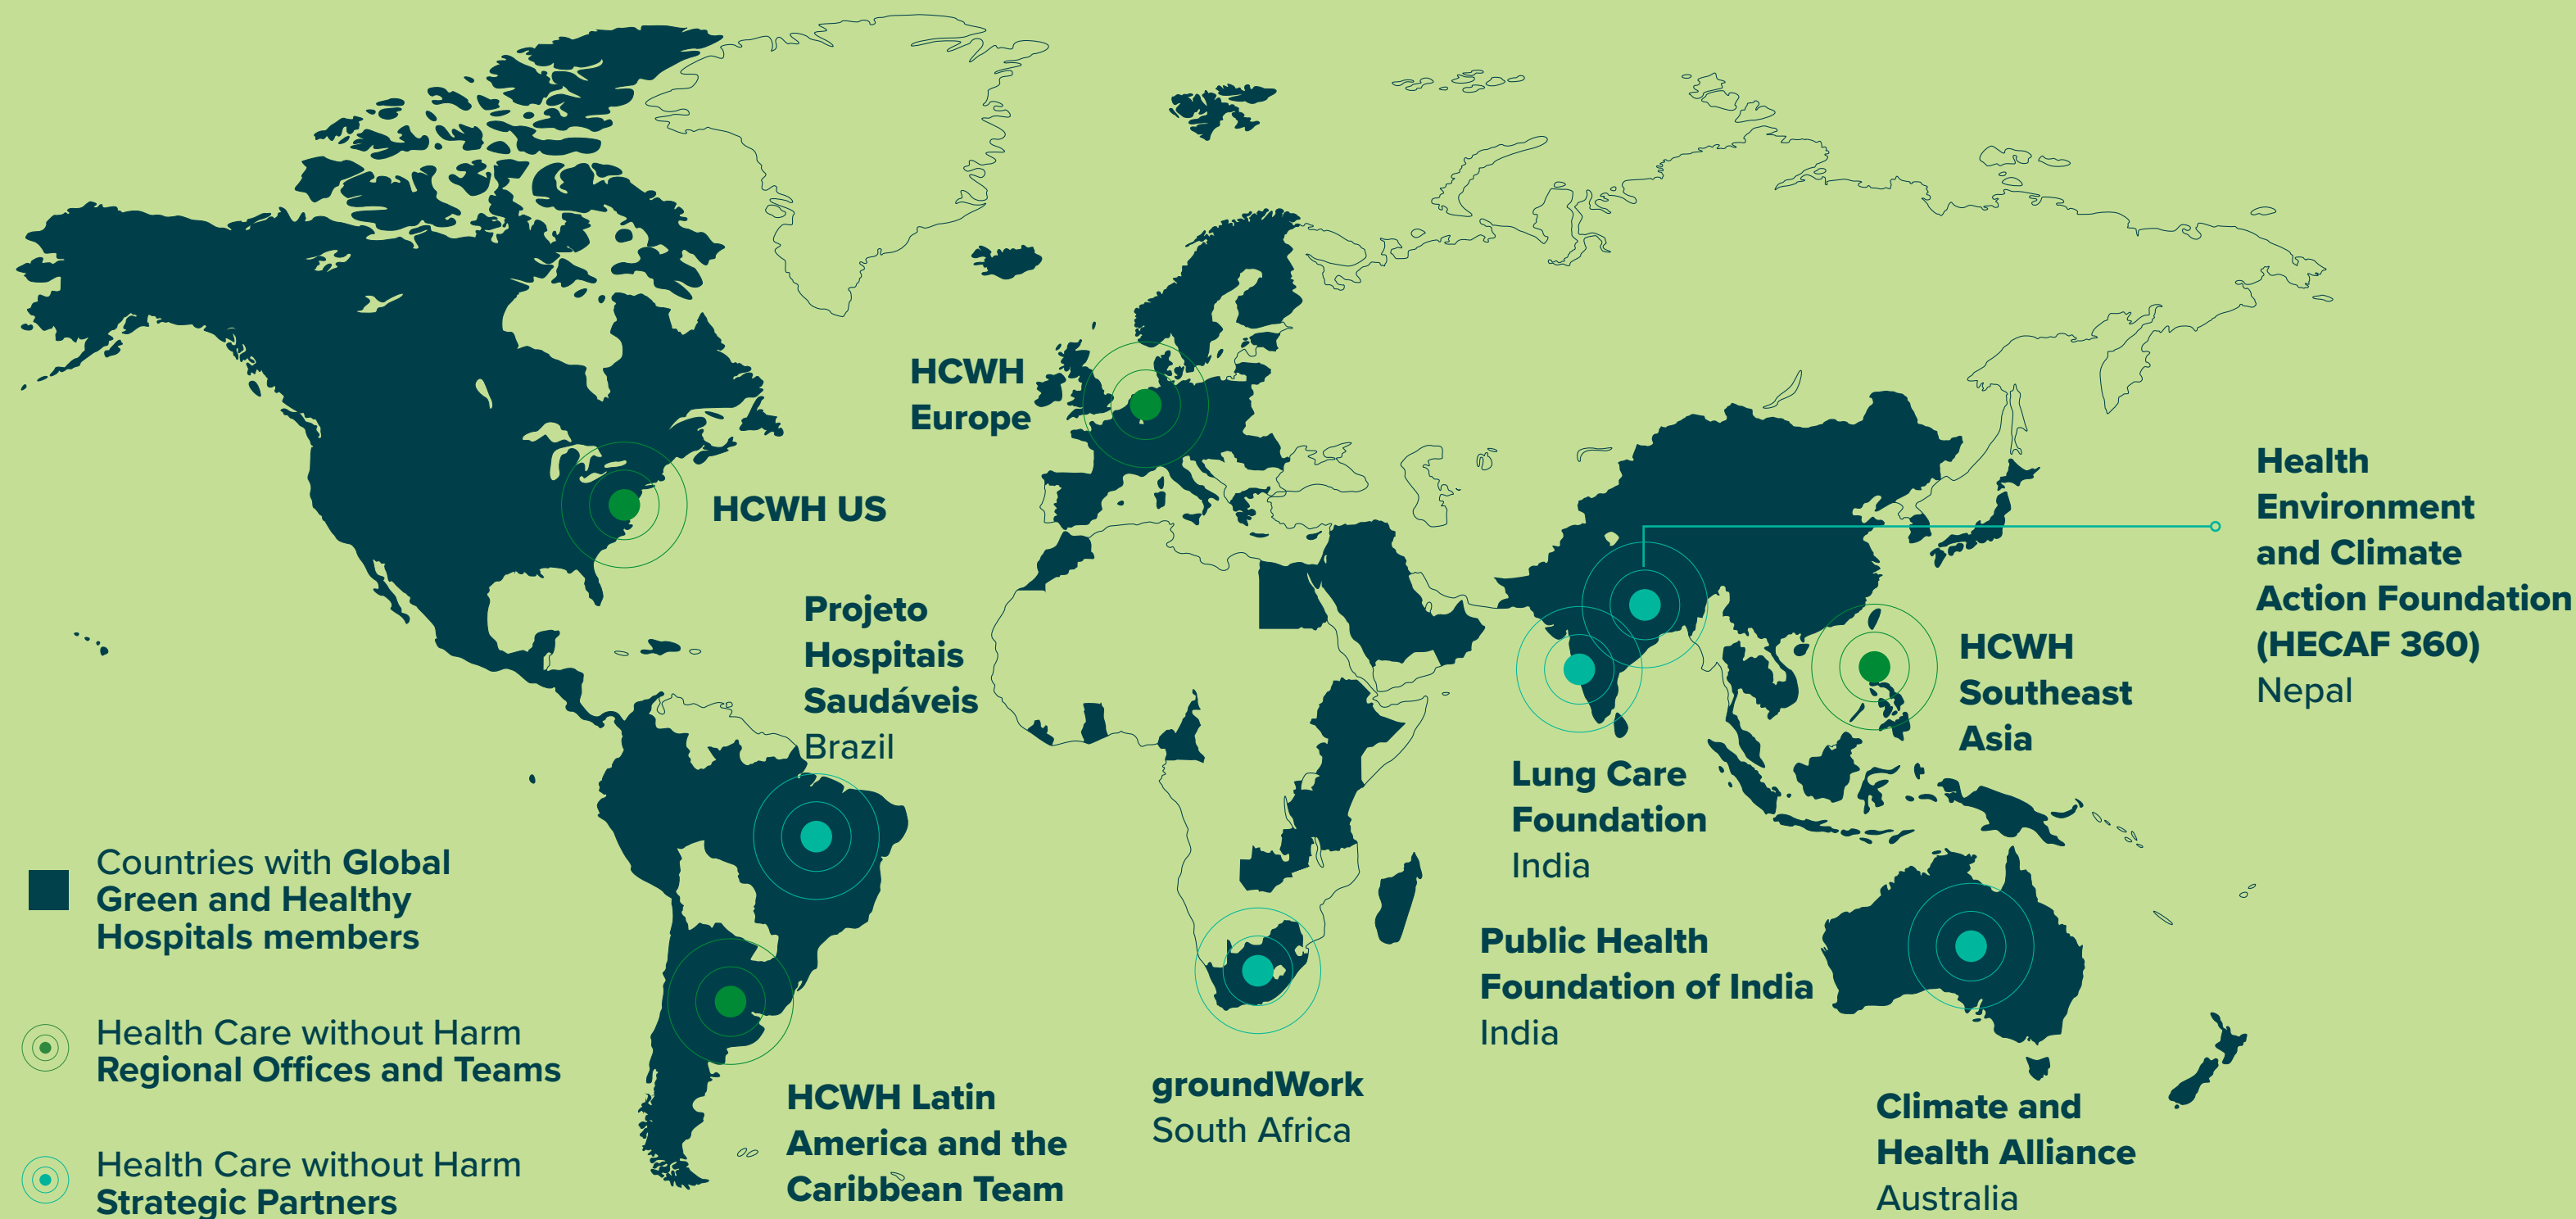 HCWH
Europe
HCWH US
Health
Environment
and Climate
Action Foundation
(HECAF 360)
Nepal
Projeto
Hospitais
Saudáveis
Brazil
HCWH
Southeast
Asia
Lung Care
Foundation
India
Public Health
Foundation of India
India
Countries with Global
Green and Healthy
Hospitals members
Health Care without Harm
Regional Offices and Teams
Health Care without Harm
Strategic Partners
HCWH Latin
America and the
Caribbean Team
groundWork
South Africa
Climate and
Health Alliance
Australia